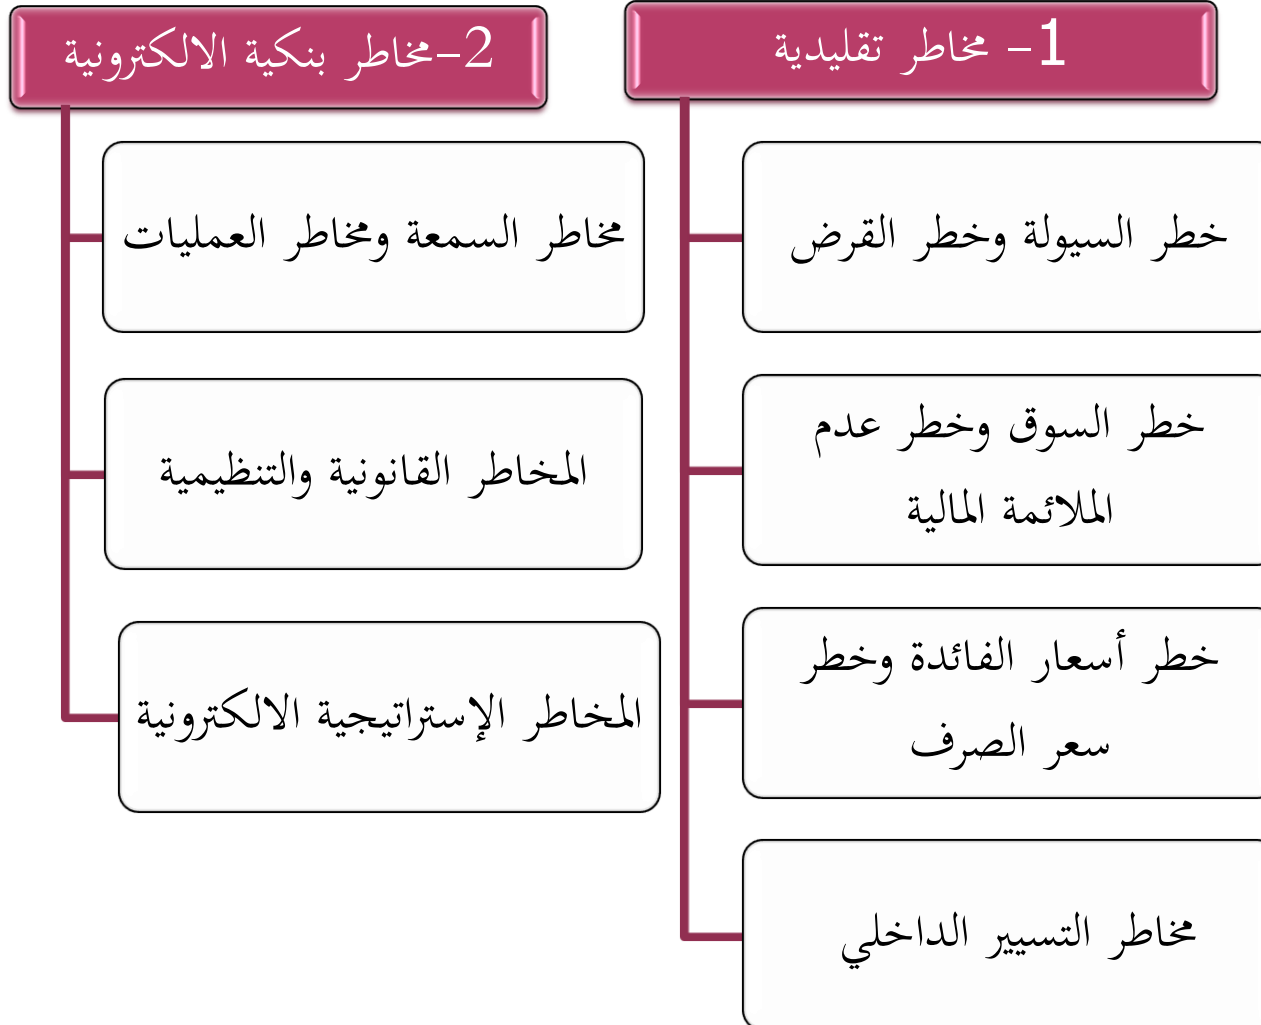 1- مخاطر تقليدية
خطر السيولة وخطر القرض
خطر السوق وخطر عدم
الملائمة المالية
خطر أسعار الفائدة وخطر
سعر الصرف
مخاطر التسيير الداخلي
2-مخاطر بنكية الالكترونية
مخاطر السمعة ومخاطر العمليات
المخاطر القانونية والتنظيمية
المخاطر الإستراتيجية الالكترونية